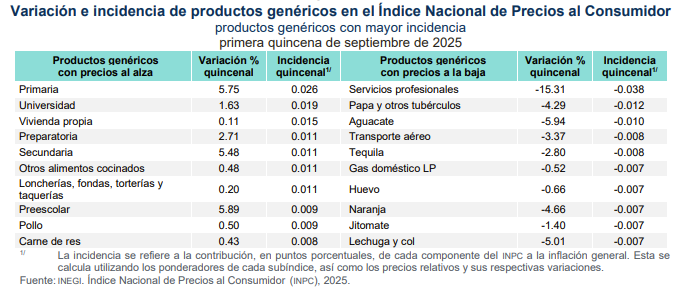 Variación e incidencia de productos genéricos en el Índice Nacional de Precios al Consumidor
productos genéricos con mayor incidencia
primera quincena de septiembre de 2025
Productos genéricos con precios al alza | Variación % quincenal | Incidencia quincenal1/ | Productos genéricos con precios a la baja | Variación % quincenal | Incidencia quincenal1/
Primaria 5.75 0.026 Servicios profesionales -15.31 -0.038
Universidad 1.63 0.019 Papa y otros tubérculos -4.29 -0.012
Vivienda propia 0.11 0.015 Aguacate -5.94 -0.010
Preparatoria 2.71 0.011 Transporte aéreo -3.37 -0.008
Secundaria 5.48 0.011 Tequila -2.80 -0.008
Otros alimentos cocinados 0.48 0.011 Gas doméstico LP -0.52 -0.007
Loncherías, fondas, torterías y taquerías 0.20 0.011 Huevo -0.66 -0.007
Preescolar 5.89 0.009 Naranja -4.66 -0.007
Pollo 0.50 0.009 Jitomate -1.40 -0.007
Carne de res 0.43 0.008 Lechuga y col -5.01 -0.007
1/ La incidencia se refiere a la contribución, en puntos porcentuales, de cada componente del INPC a la inflación general. Esta se
calcula utilizando los ponderadores de cada subíndice, así como los precios relativos y sus respectivas variaciones.
Fuente: INEGI. Índice Nacional de Precios al Consumidor (INPC), 2025.